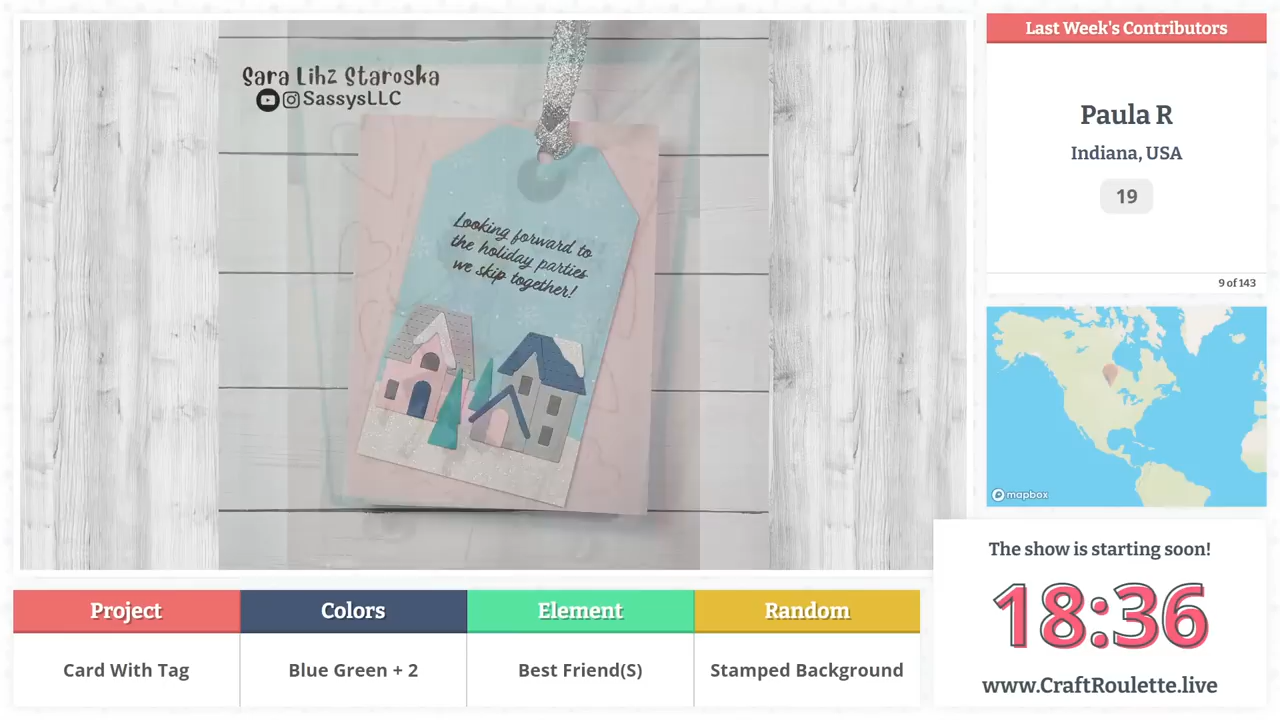 Last Week's Contributors
Sara Lihz Staroska
SassysLLC
Paula R
Indiana, USA
19
9 of 143
Looking forward to
the holiday parties
we skip together!
mapbox
The show is starting soon!
18:36
www.CraftRoulette.live
Project
Colors
Element
Random
Card With Tag
Blue Green + 2
Best Friend(S)
Stamped Background